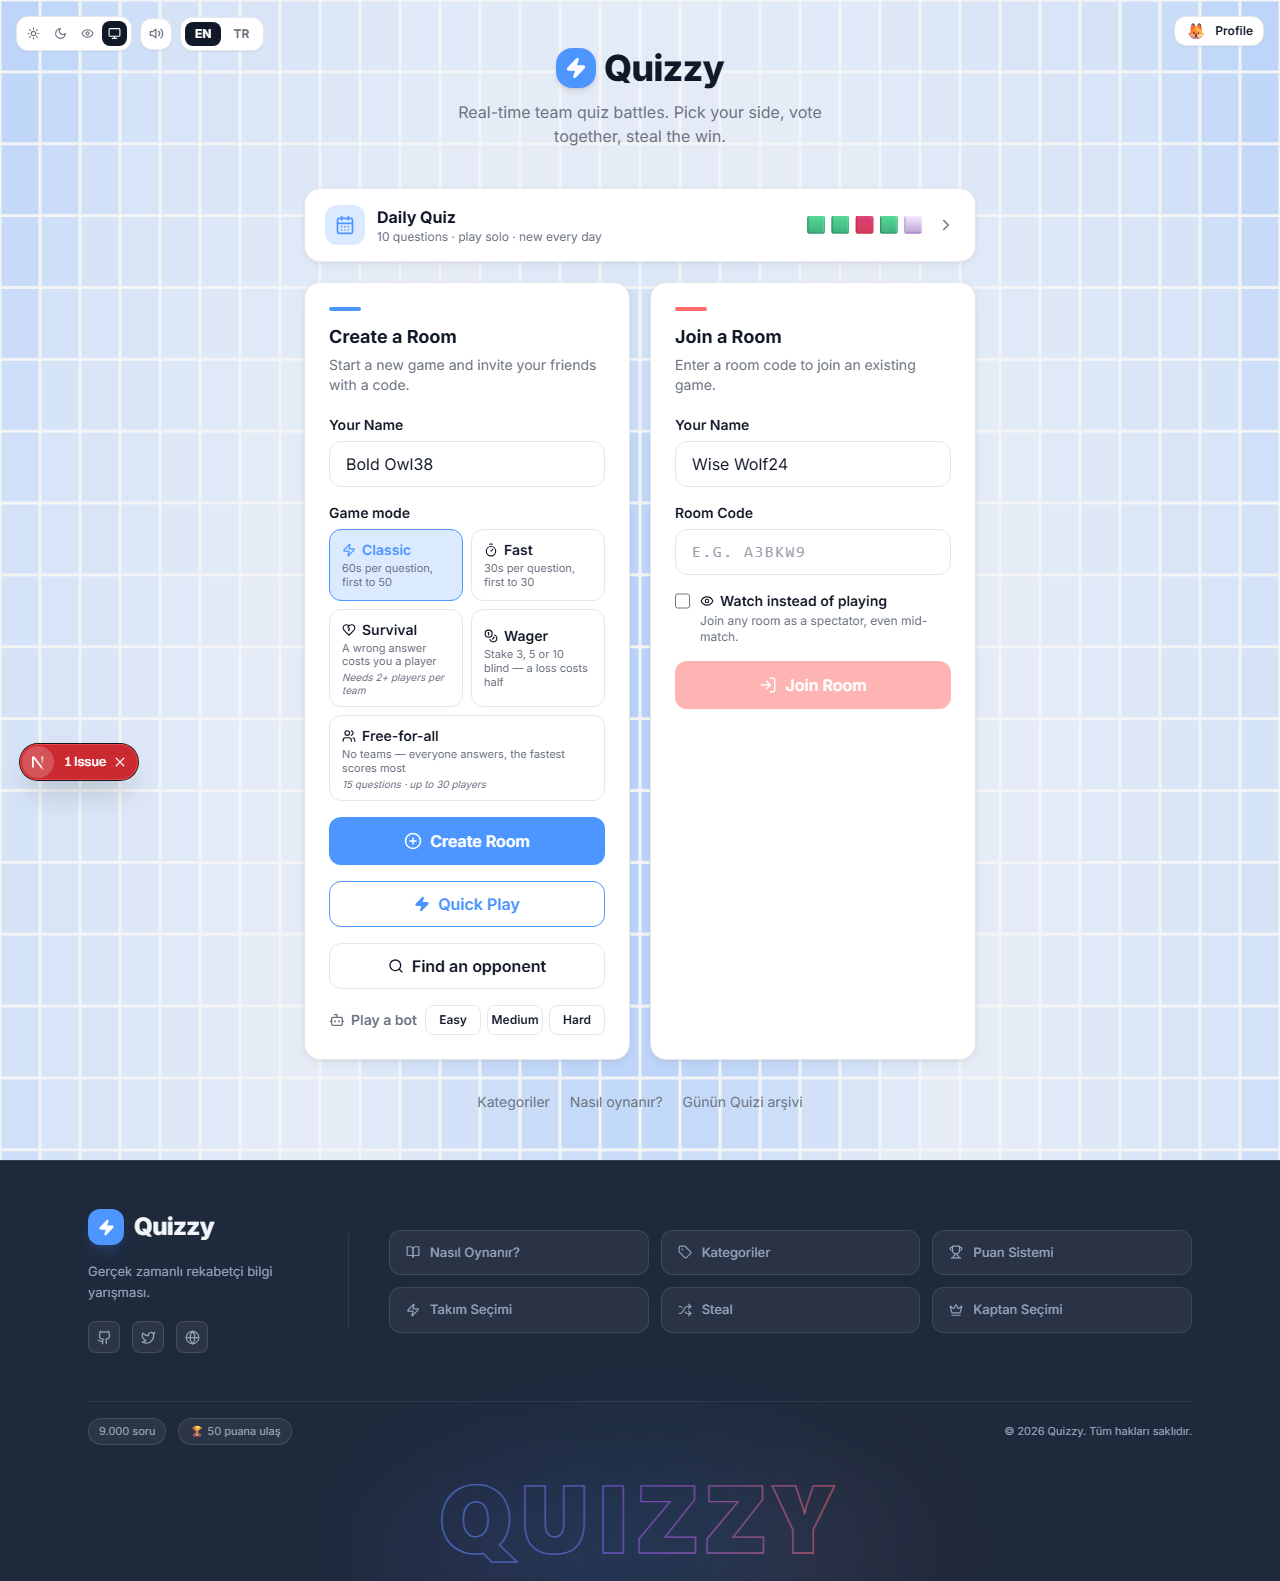 EN
TR
Profile
Quizzy
Real-time team quiz battles. Pick your side, vote
together, steal the win.
Daily Quiz
10 questions · play solo · new every day
Create a Room
Start a new game and invite your friends
with a code.
Your Name
Bold Owl38
Game mode
Classic
60s per question,
first to 50
Fast
30s per question,
first to 30
Survival
A wrong answer
costs you a player
Needs 2+ players per
team
Wager
Stake 3, 5 or 10
blind — a loss costs
half
Free-for-all
No teams — everyone answers, the fastest
scores most
15 questions · up to 30 players
Create Room
Quick Play
Find an opponent
Play a bot
Easy
Medium
Hard
Join a Room
Enter a room code to join an existing
game.
Your Name
Wise Wolf24
Room Code
E.G. A3BKW9
Watch instead of playing
Join any room as a spectator, even mid-
match.
Join Room
N
1 Issue
Kategoriler
Nasıl oynanır?
Günün Quizi arşivi
Quizzy
Gerçek zamanlı rekabetçi bilgi
yarışması.
Nasıl Oynanır?
Kategoriler
Puan Sistemi
Takım Seçimi
Steal
Kaptan Seçimi
9.000 soru
50 puana ulaş
© 2026 Quizzy. Tüm hakları saklıdır.
QUIZZY